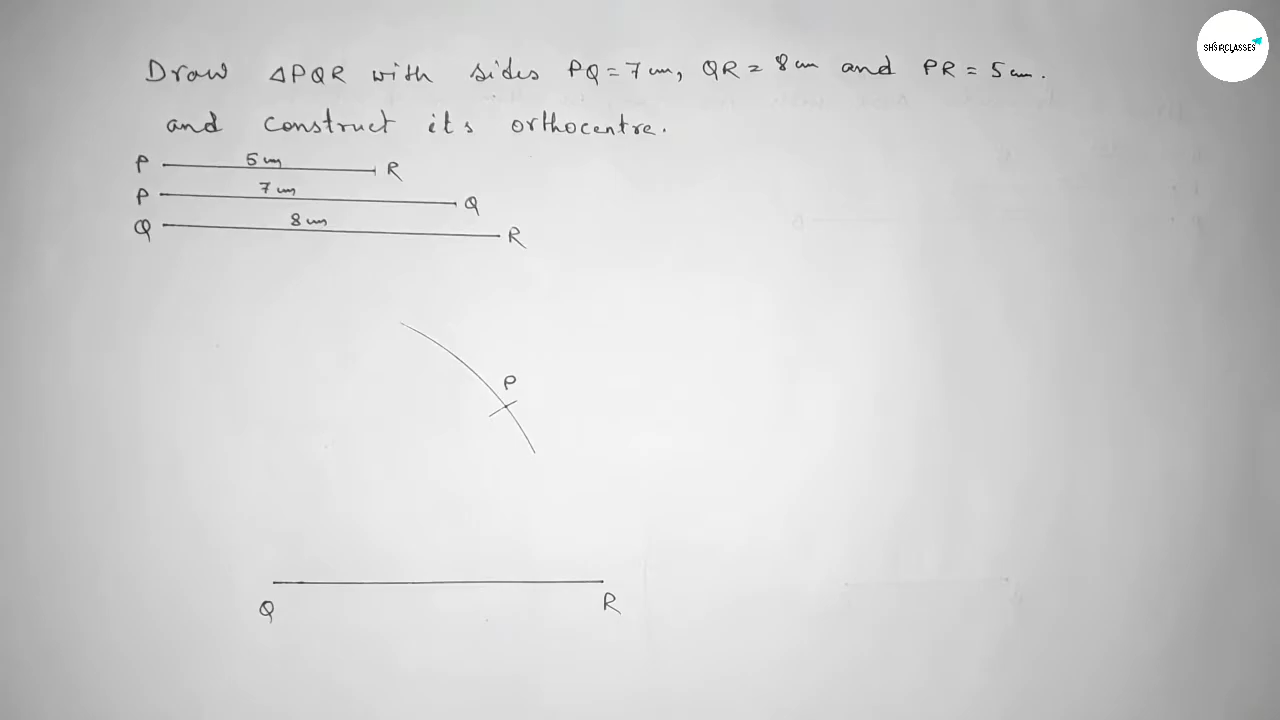 Draw △PQR with sides PQ = 7 cm, QR = 8 cm and PR = 5 cm.
and construct its orthocentre.
P 5 cm R
P 7 cm Q
Q 8 cm R
P
Q R
SHSIRCLASSES